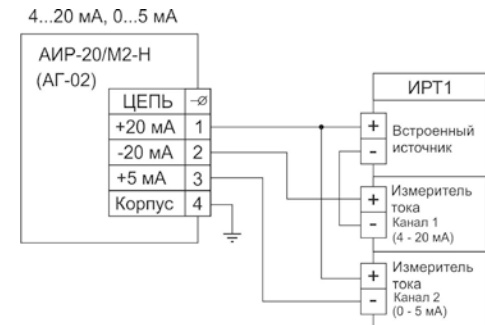 4...20 мА, 0...5 мА
АИР-20/М2-Н
(АГ-02)
ЦЕПЬ
+20 мА 1
-20 мА 2
+5 мА 3
Корпус 4
ИРТ1
+
-
Встроенный
источник
+
-
Измеритель
тока
Канал 1
(4 - 20 мА)
+
-
Измеритель
тока
Канал 2
(0 - 5 мА)